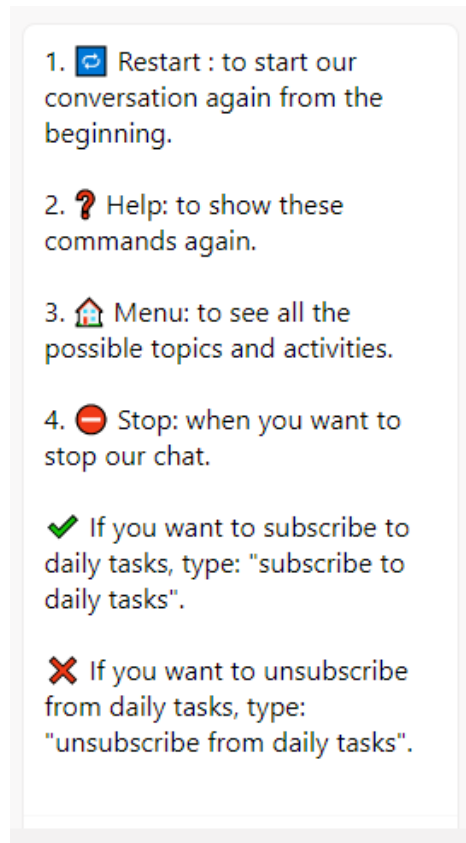 1. 🔁 Restart : to start our
conversation again from the
beginning.
2. ❓ Help: to show these
commands again.
3. 🏠 Menu: to see all the
possible topics and activities.
4. ⛔ Stop: when you want to
stop our chat.
✔ If you want to subscribe to
daily tasks, type: "subscribe to
daily tasks".
❌ If you want to unsubscribe
from daily tasks, type:
"unsubscribe from daily tasks".